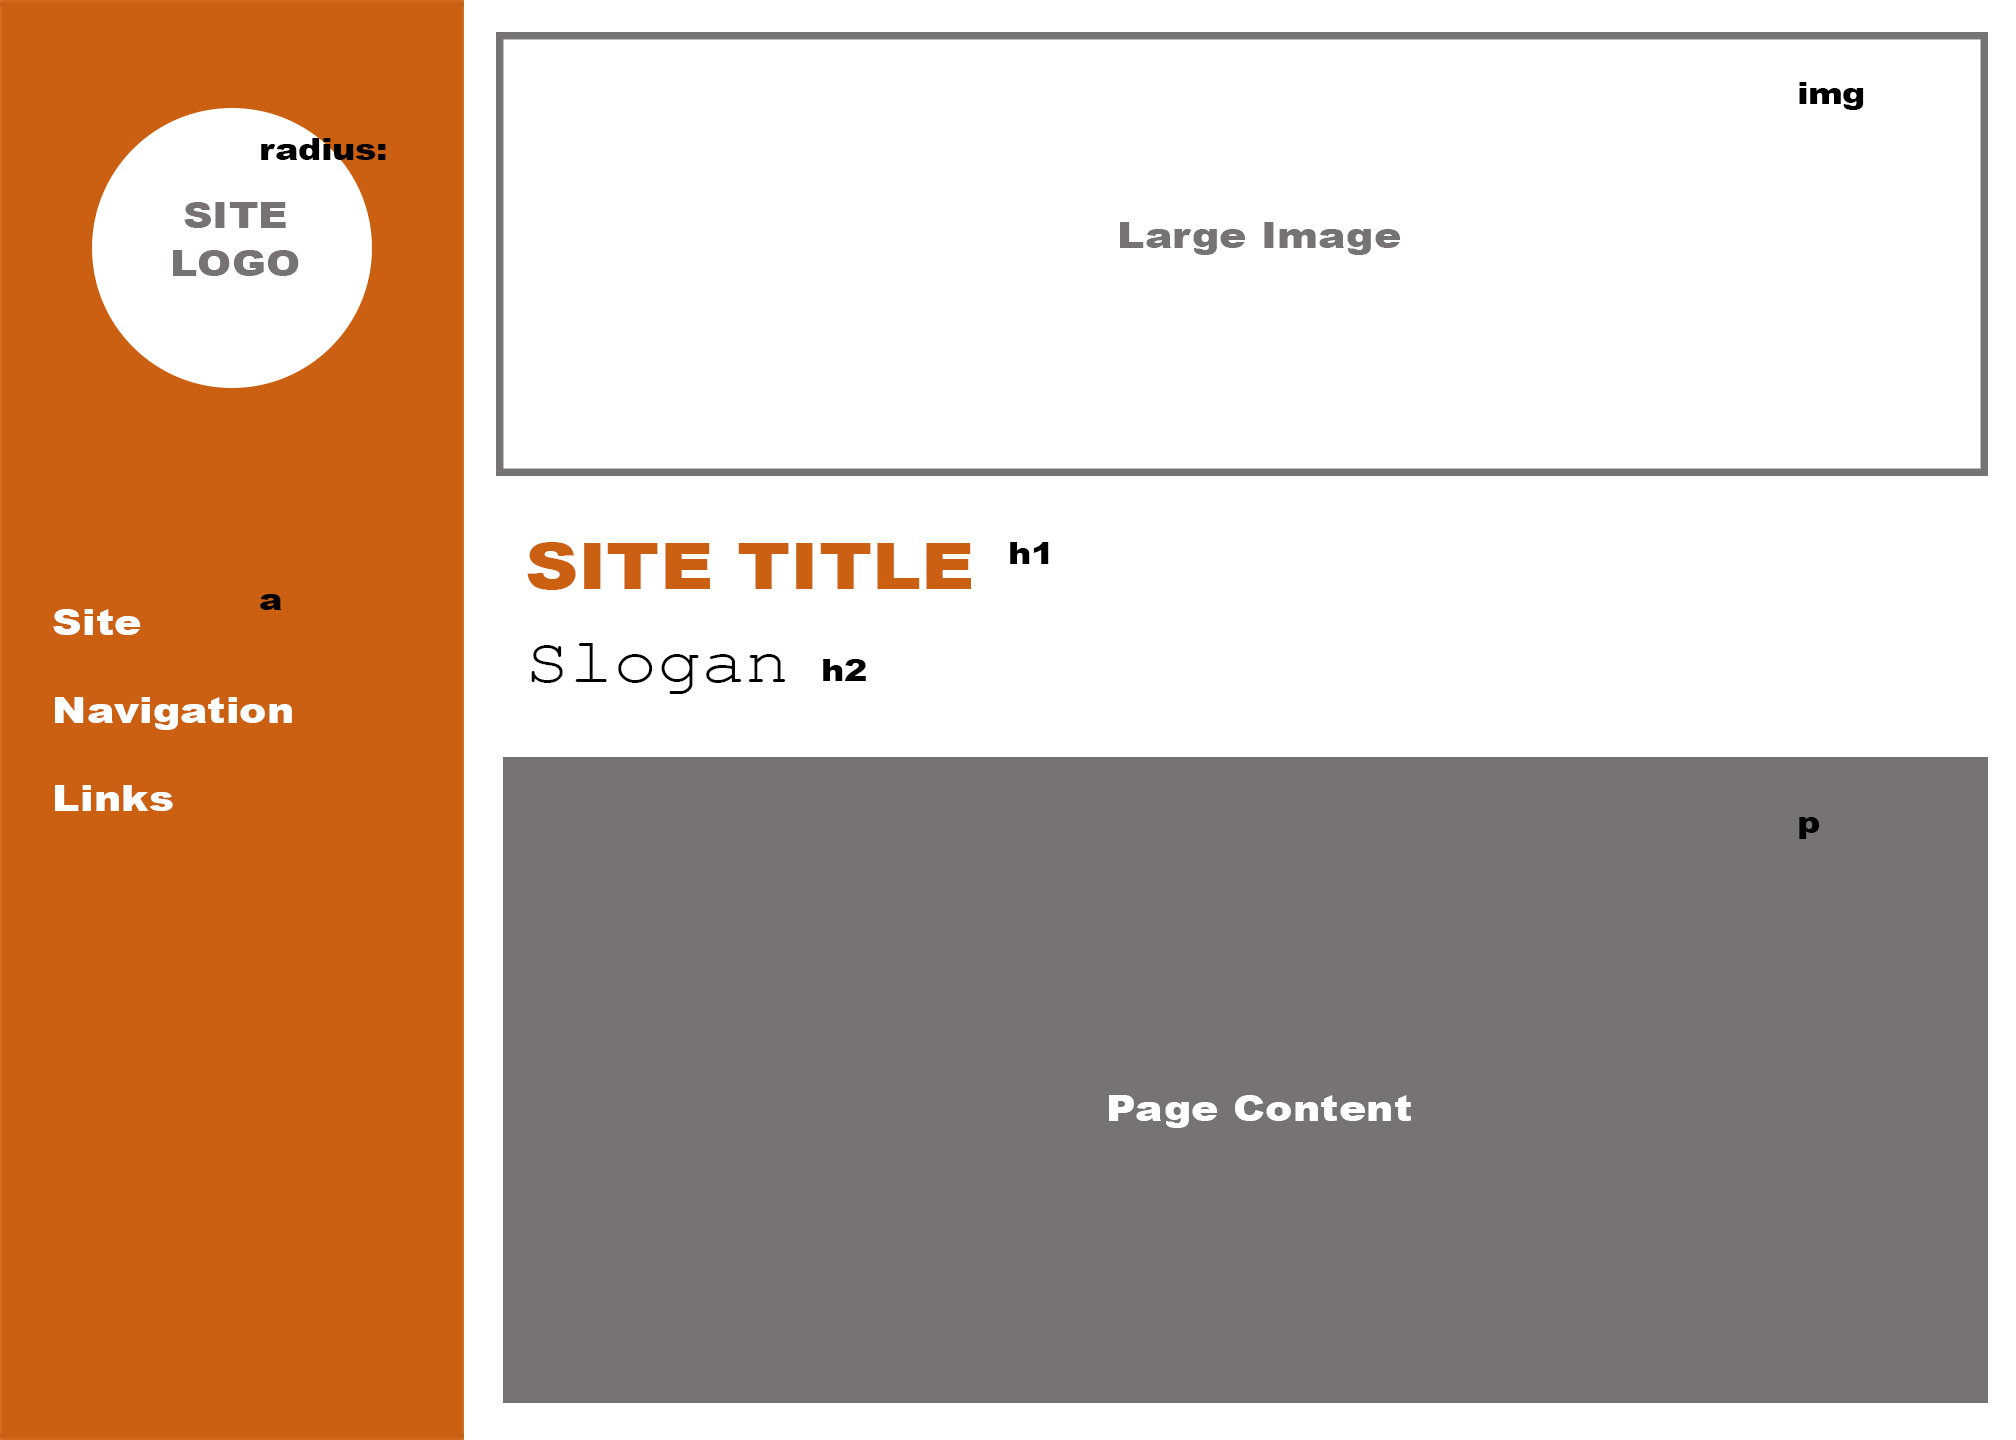 radius:
SITE
LOGO
a
Site
Navigation
Links
img
Large Image
SITE TITLE h1
Slogan h2
p
Page Content